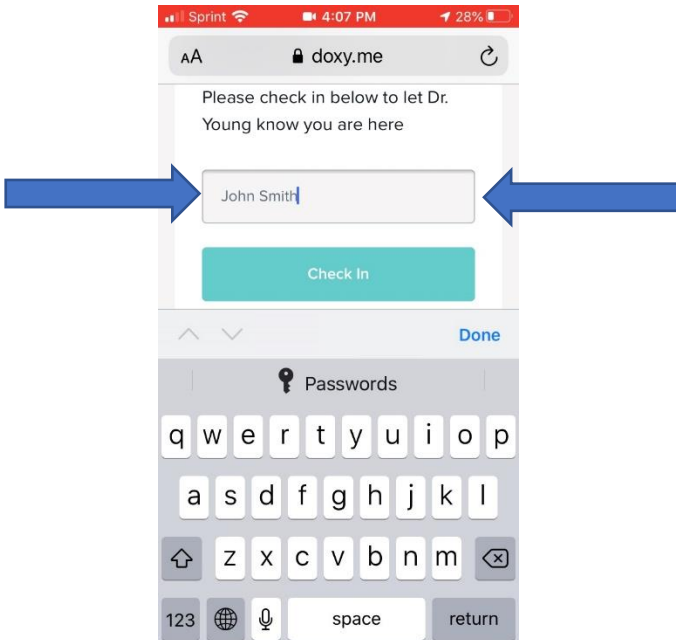 Sprint 4:07 PM 28%
AA doxy.me
Please check in below to let Dr.
Young know you are here
John Smith
Check In
Done
Passwords
q w e r t y u i o p
a s d f g h j k l
z x c v b n m
123 space return